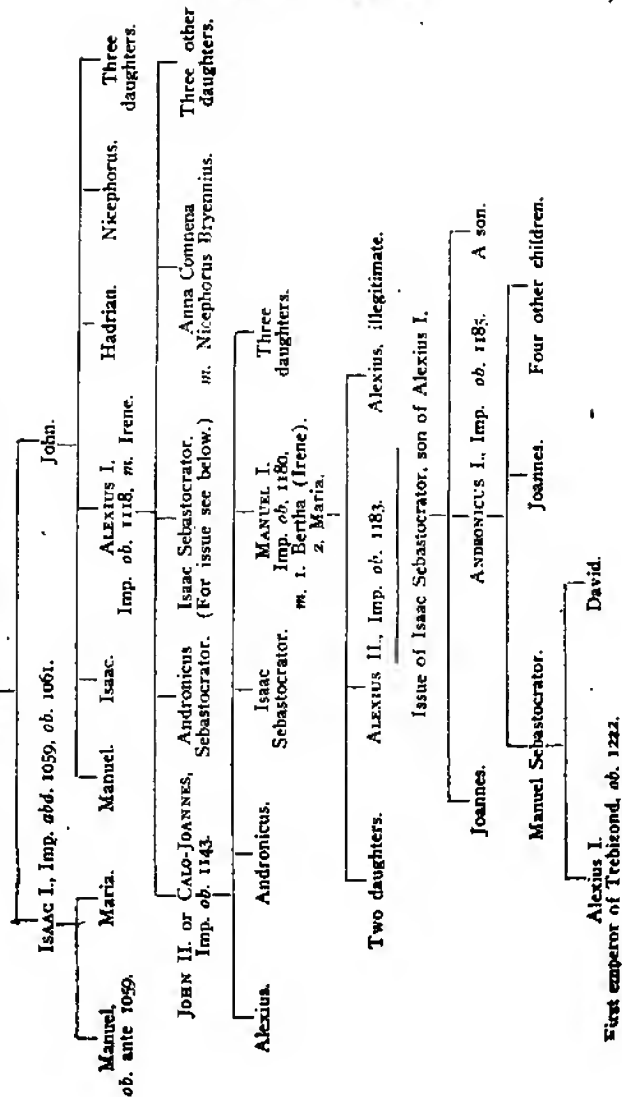 ISAAC I., Imp. abd. 1059, ob. 1061.
John.
Manuel,
ob. ante 1059.
Maria.
Manuel.
Isaac.
ALEXIUS I.
Imp. ob. 1118, m. Irene.
Hadrian.
Nicephorus.
Three
daughters.
JOHN II. or CALO-JOANNES,
Imp. ob. 1143.
Andronicus
Sebastocrator.
Isaac Sebastocrator.
(For issue see below.)
Anna Comnena
m. Nicephorus Bryennius.
Three other
daughters.
Alexius.
Andronicus.
Isaac
Sebastocrator.
MANUEL I.
Imp. ob. 1180,
m. 1. Bertha (Irene).
2. Maria.
Three
daughters.
Two daughters.
ALEXIUS II., Imp. ob. 1183.
Alexius, illegitimate.
Issue of Isaac Sebastocrator, son of Alexius I.
Joannes.
ANDRONICUS I., Imp. ob. 1185.
A son.
Manuel Sebastocrator.
Joannes.
Four other children.
Alexius I.
First emperor of Trebizond, ob. 1222.
David.